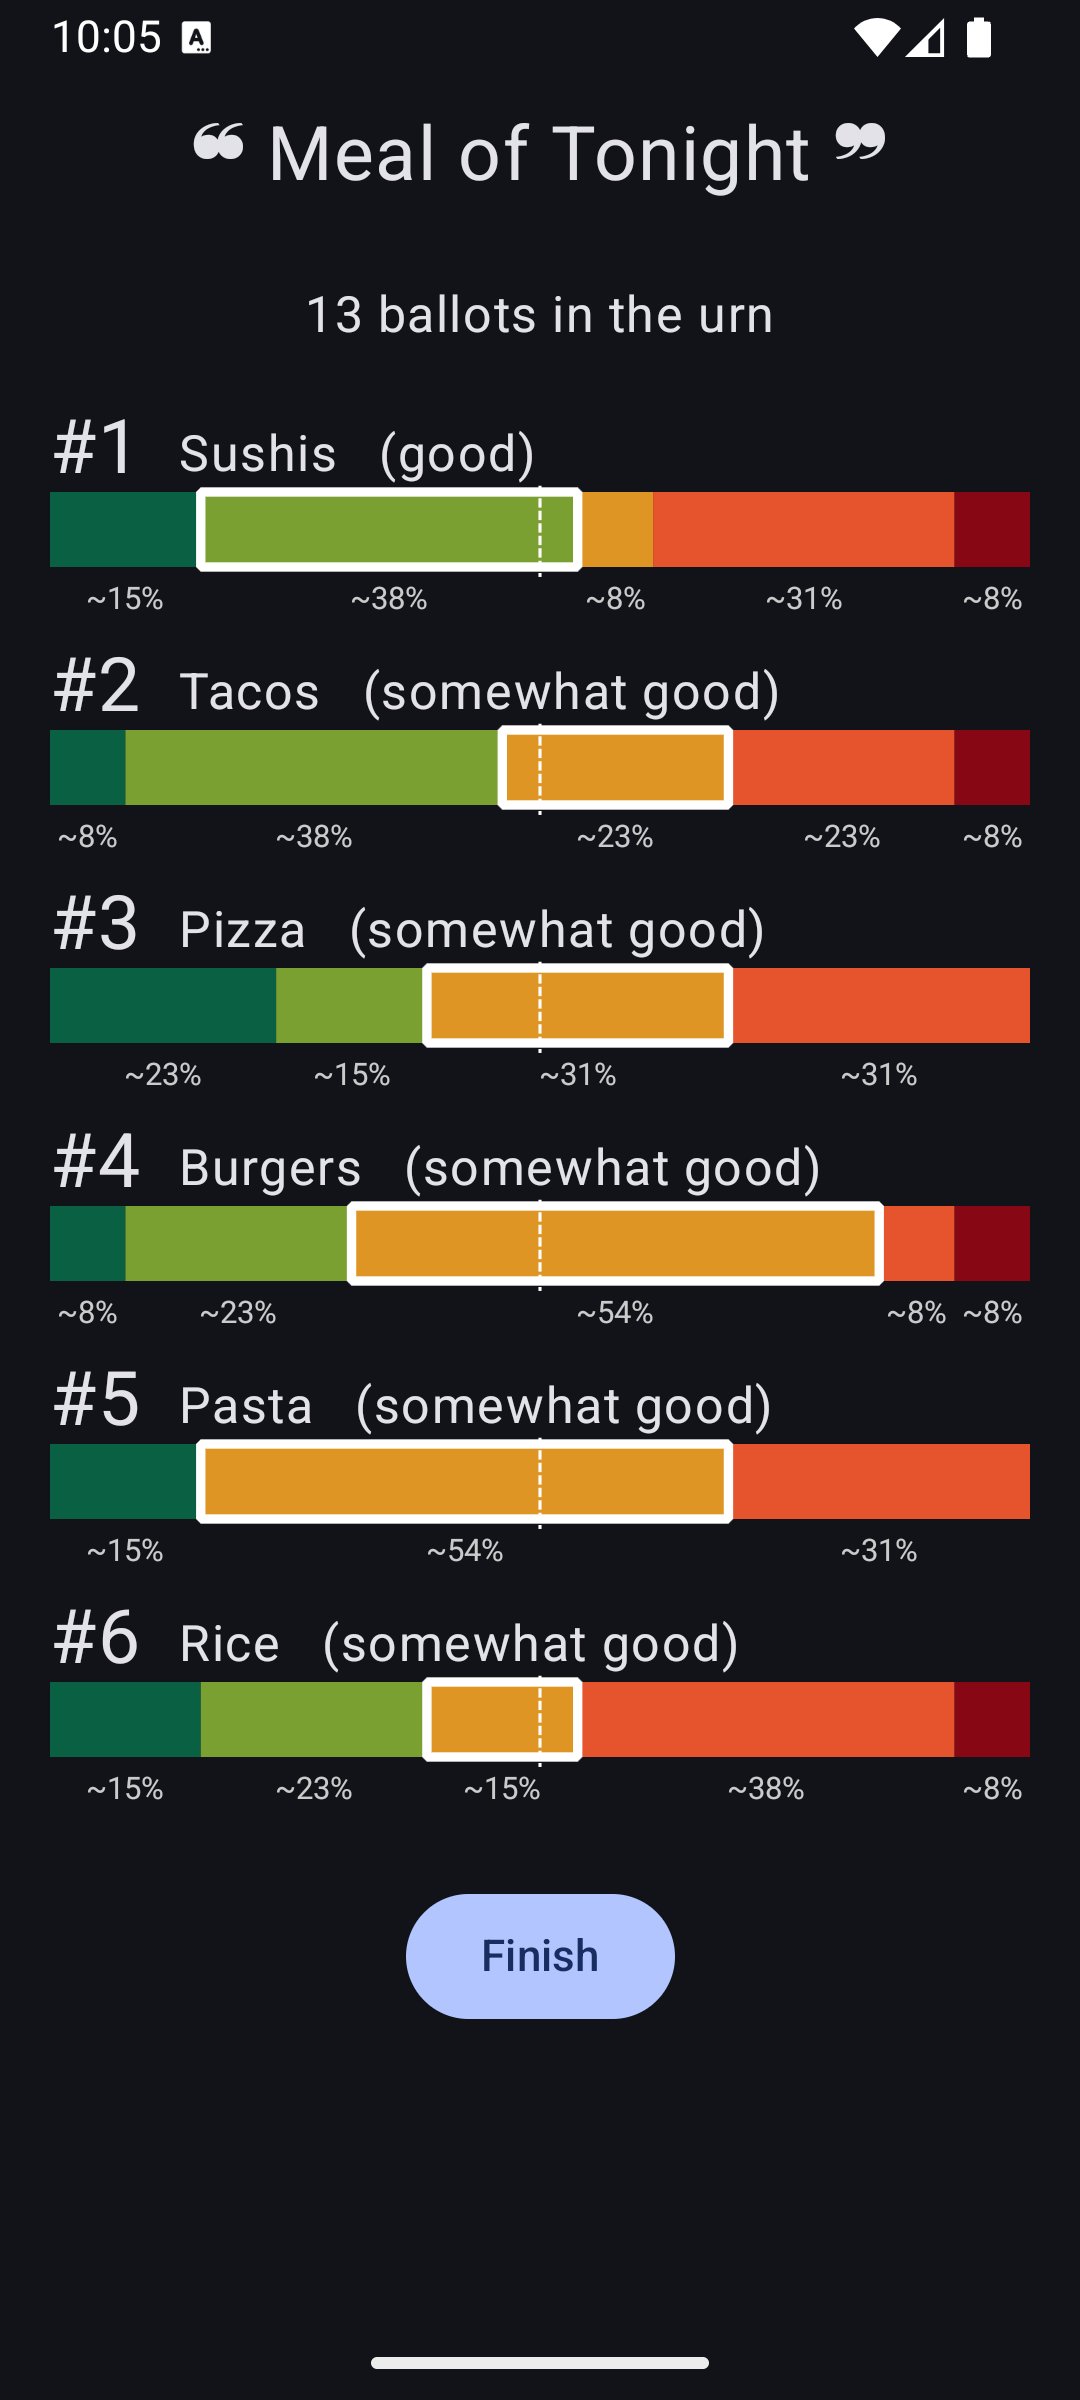 10:05 A
❝ Meal of Tonight ❞
13 ballots in the urn
#1 Sushis (good)
~15% ~38% ~8% ~31% ~8%
#2 Tacos (somewhat good)
~8% ~38% ~23% ~23% ~8%
#3 Pizza (somewhat good)
~23% ~15% ~31% ~31%
#4 Burgers (somewhat good)
~8% ~23% ~54% ~8% ~8%
#5 Pasta (somewhat good)
~15% ~54% ~31%
#6 Rice (somewhat good)
~15% ~23% ~15% ~38% ~8%
Finish